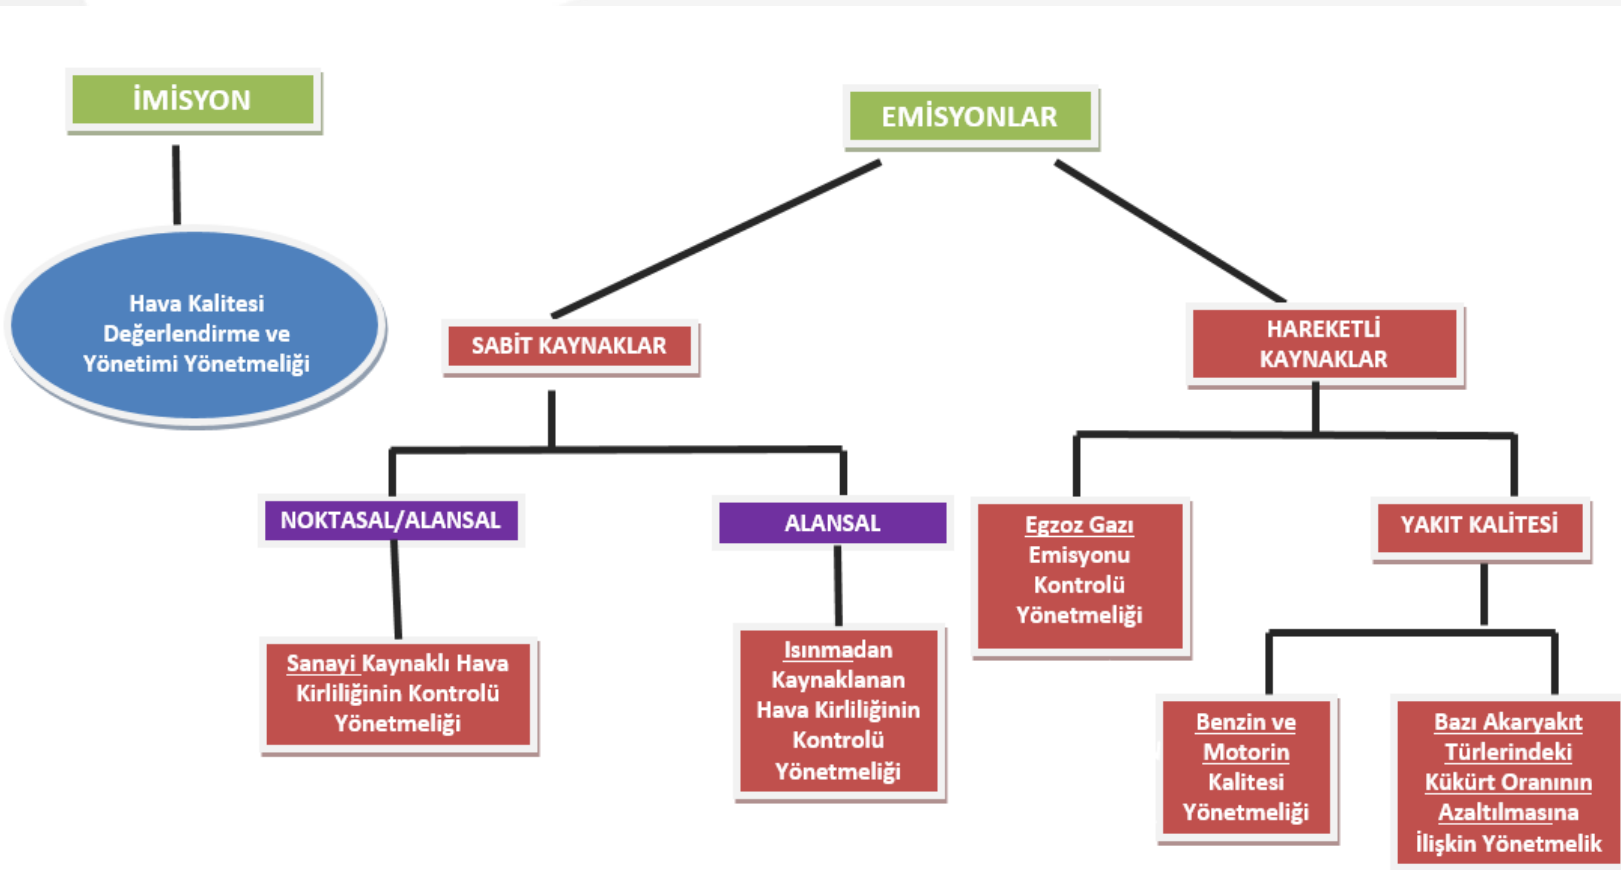 İMİSYON
Hava Kalitesi
Değerlendirme ve
Yönetimi Yönetmeliği
EMİSYONLAR
SABİT KAYNAKLAR
HAREKETLİ
KAYNAKLAR
NOKTASAL/ALANSAL
ALANSAL
Sanayi Kaynaklı Hava
Kirliliğinin Kontrolü
Yönetmeliği
Isınmadan
Kaynaklanan
Hava Kirliliğinin
Kontrolü
Yönetmeliği
Egzoz Gazı
Emisyonu
Kontrolü
Yönetmeliği
YAKIT KALİTESİ
Benzin ve
Motorin
Kalitesi
Yönetmeliği
Bazı Akaryakıt
Türlerindeki
Kükürt Oranının
Azaltılmasına
İlişkin Yönetmelik